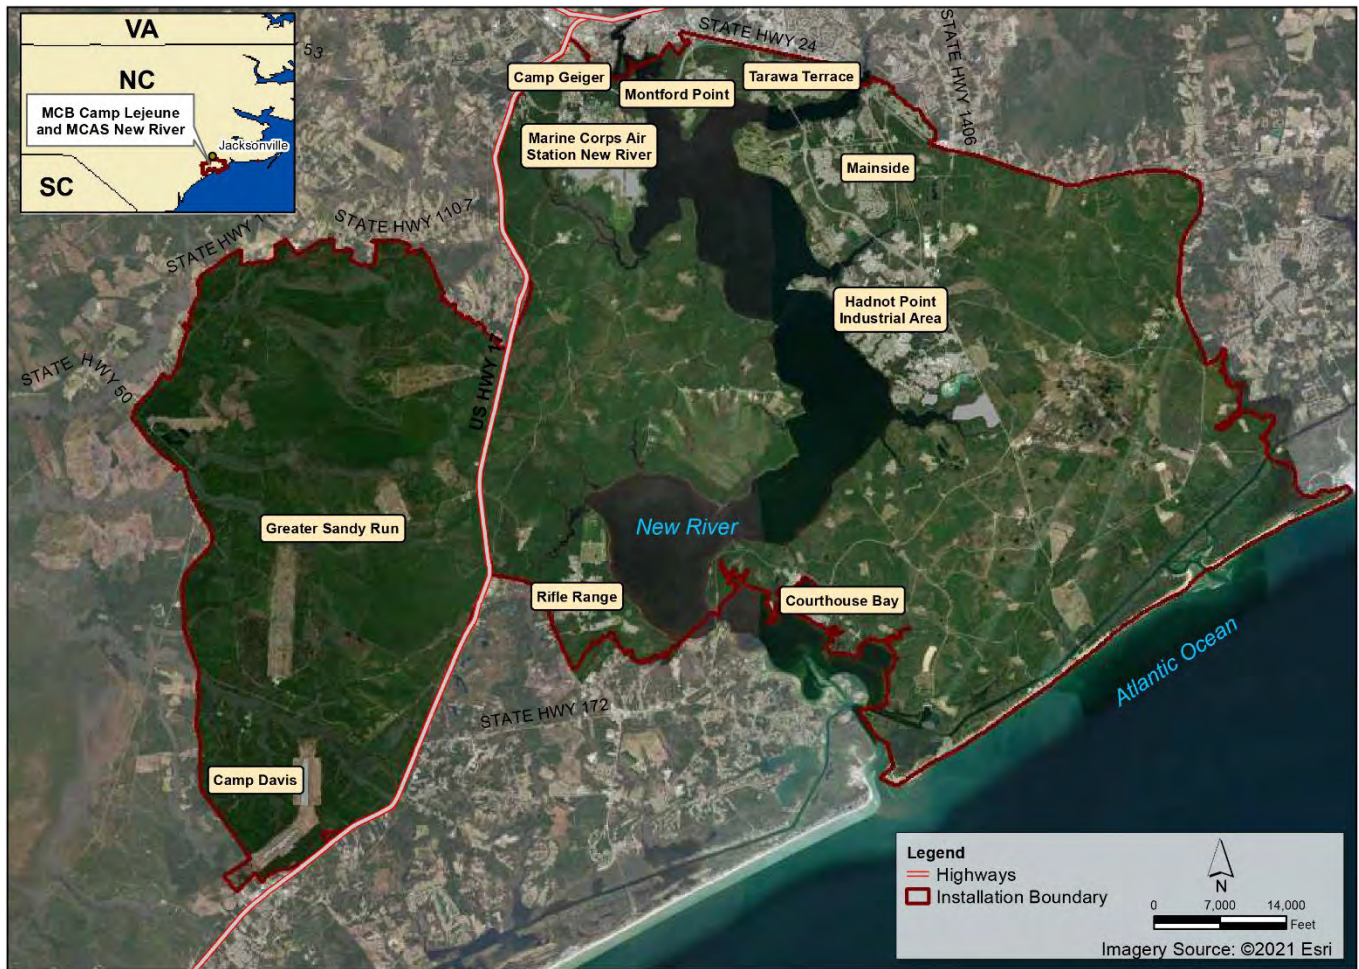 VA
NC
MCB Camp Lejeune
and MCAS New River
Jacksonville
SC
53
STATE HWY 24
STATE HWY 1406
Camp Geiger
Montford Point
Tarawa Terrace
Marine Corps Air
Station New River
Mainside
STATE HWY 1107
STATE HWY
Hadnot Point
Industrial Area
STATE HWY 50
US HWY 17
Greater Sandy Run
New River
Rifle Range
Courthouse Bay
Atlantic Ocean
STATE HWY 172
Camp Davis
Legend
Highways
Installation Boundary
N
0 7,000 14,000
Feet
Imagery Source: ©2021 Esri